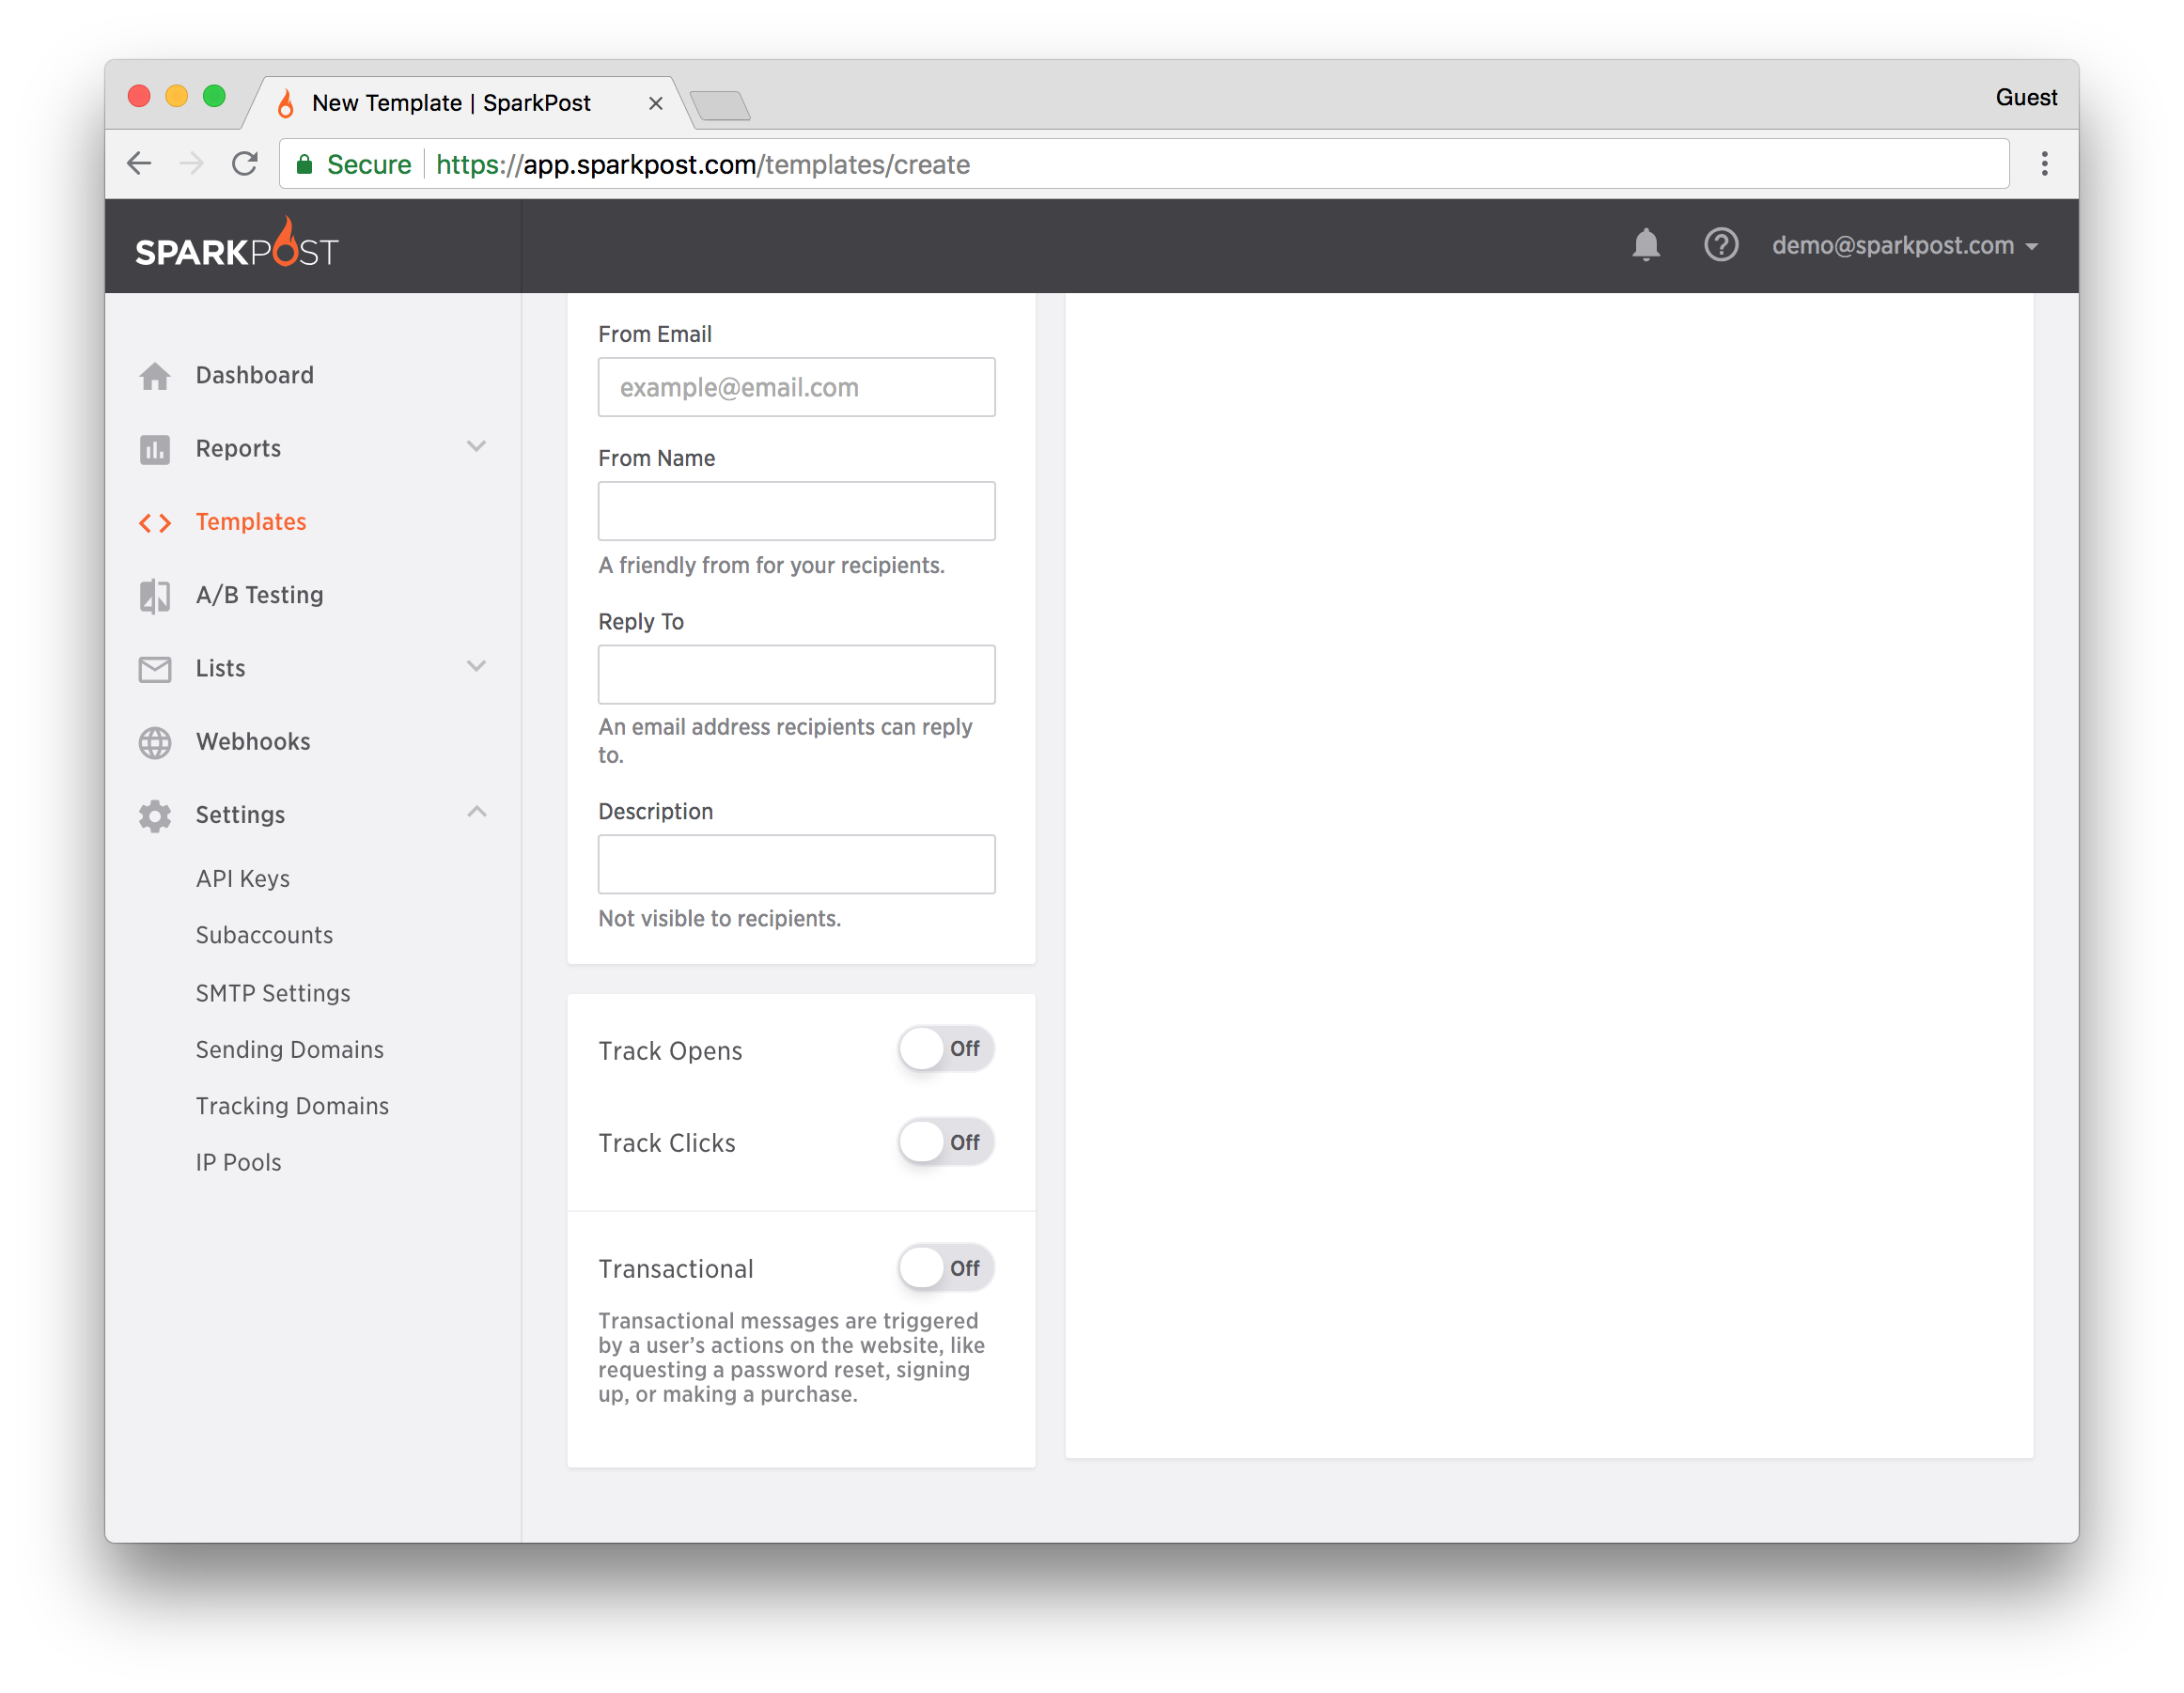 New Template | SparkPost
Guest
Secure
https://app.sparkpost.com/templates/create
SPARKPOST
demo@sparkpost.com
Dashboard
Reports
Templates
A/B Testing
Lists
Webhooks
Settings
API Keys
Subaccounts
SMTP Settings
Sending Domains
Tracking Domains
IP Pools
From Email
example@email.com
From Name
A friendly from for your recipients.
Reply To
An email address recipients can reply
to.
Description
Not visible to recipients.
Track Opens
Off
Track Clicks
Off
Transactional
Off
Transactional messages are triggered
by a user’s actions on the website, like
requesting a password reset, signing
up, or making a purchase.